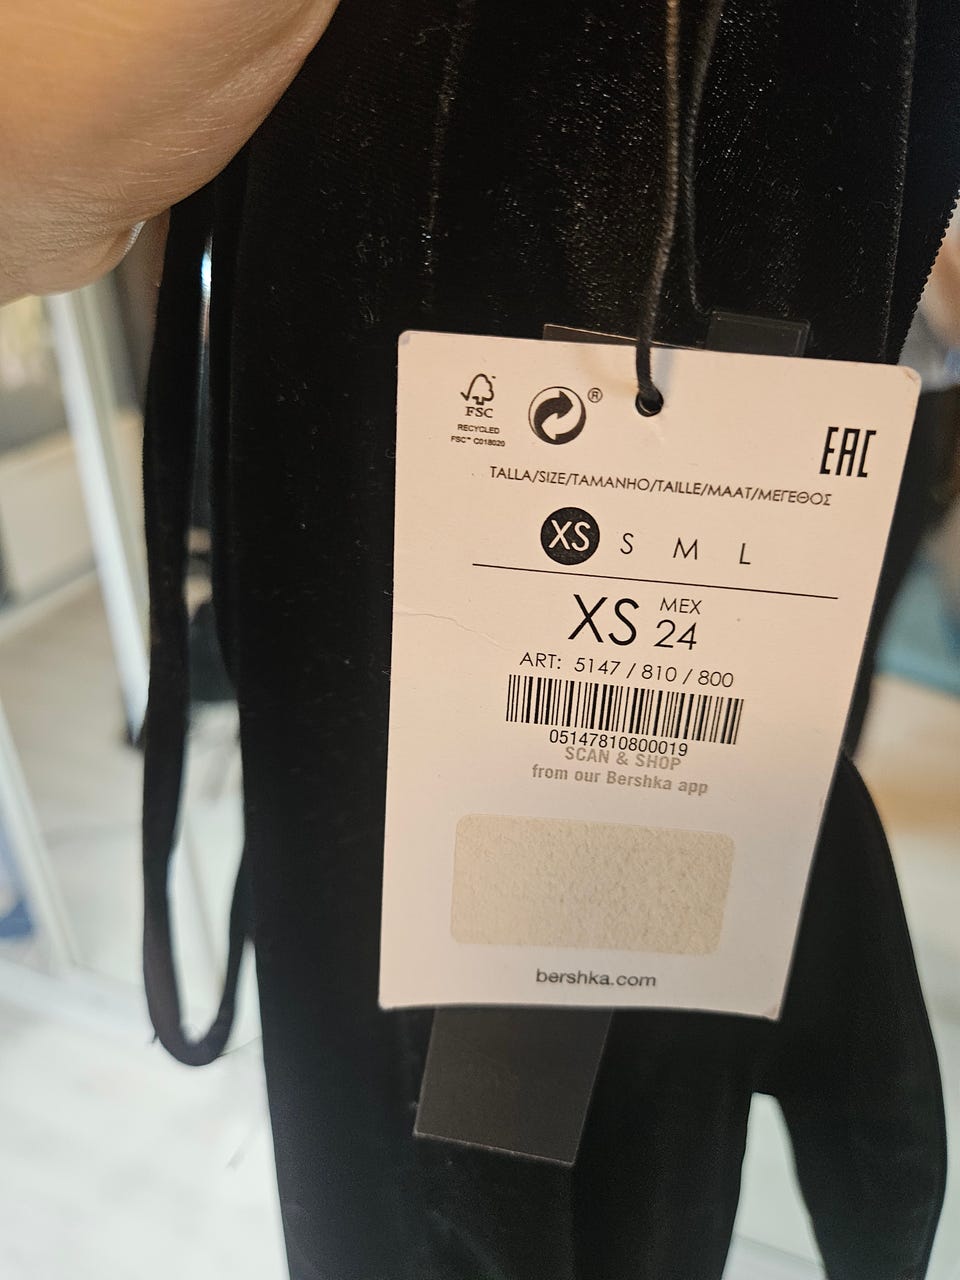 FSC
RECYCLED
FSC™ C018020
®
EAC
TALLA/SIZE/TAMANHO/TAILLE/MAAT/ΜΕΓΕΘΟΣ
XS S M L
XS MEX 24
ART: 5147 / 810 / 800
05147810800019
SCAN & SHOP
from our Bershka app
bershka.com